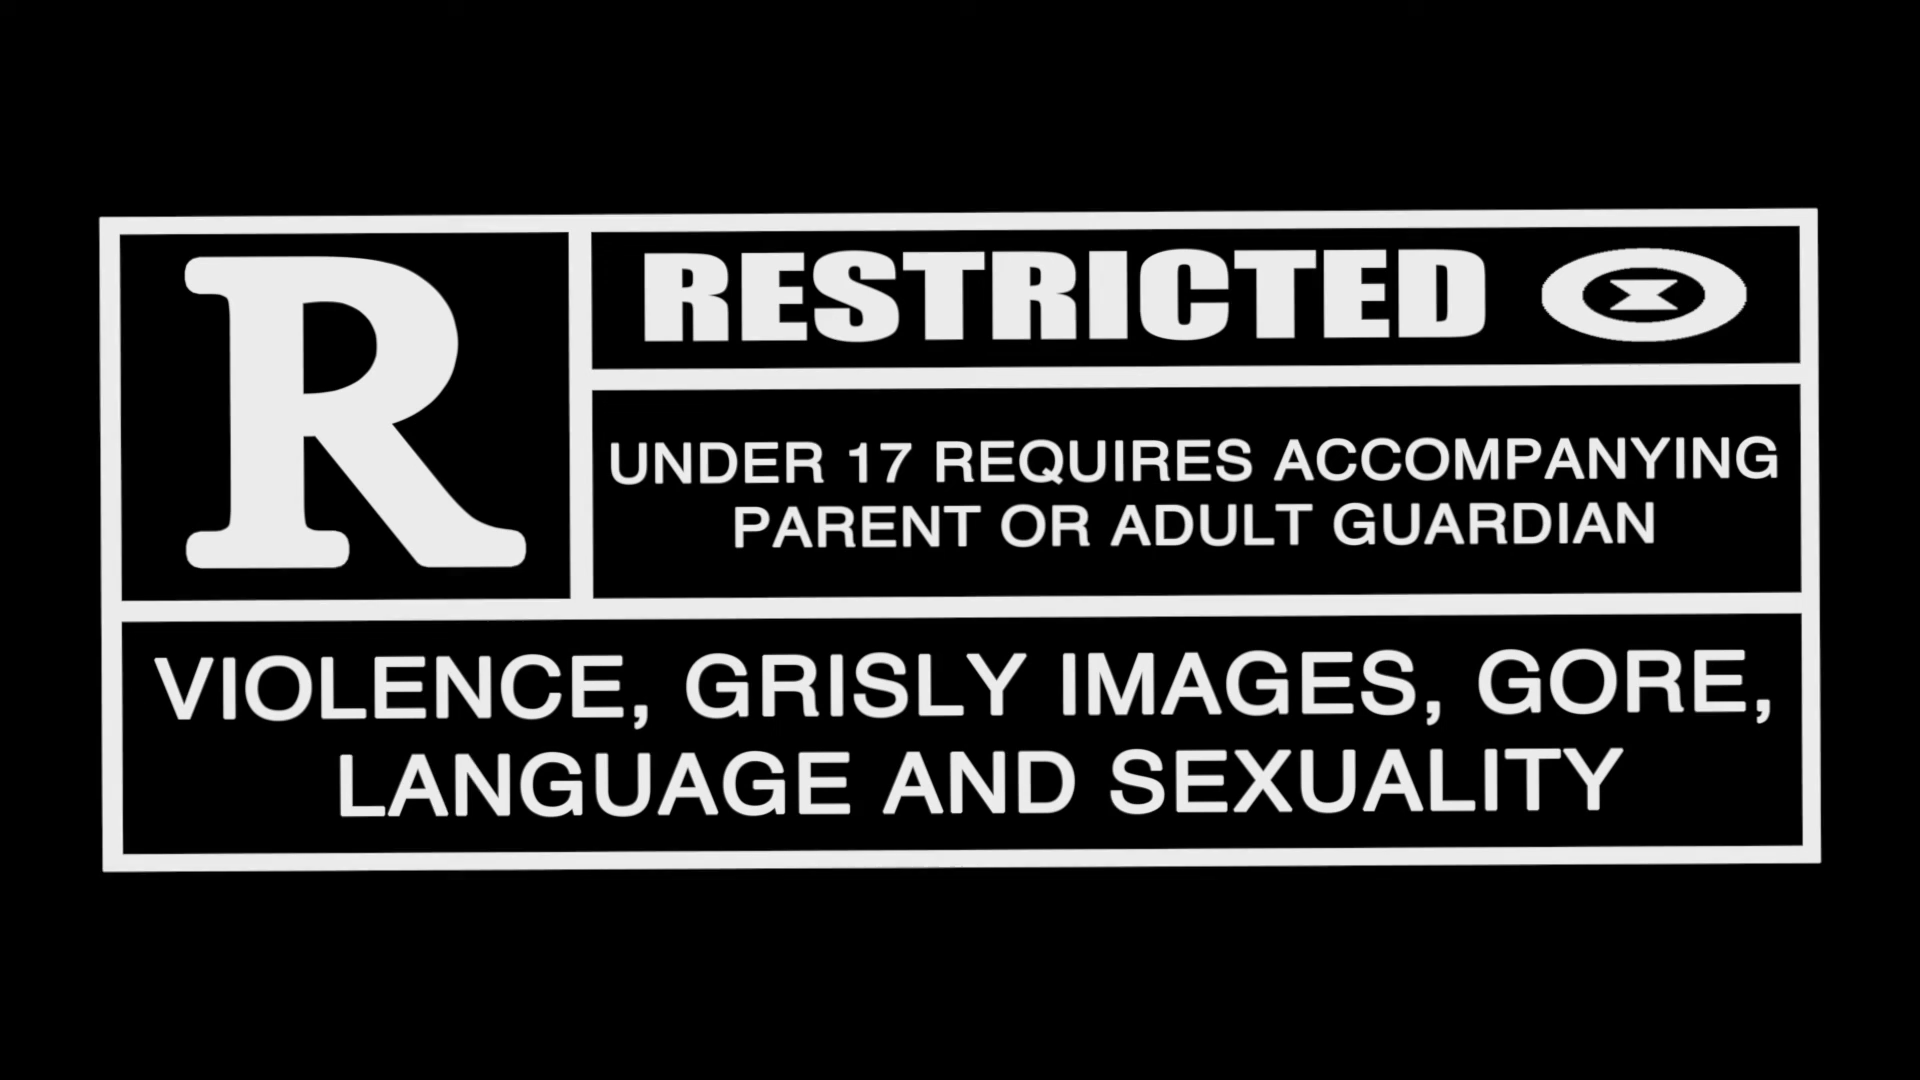 R
RESTRICTED
UNDER 17 REQUIRES ACCOMPANYING
PARENT OR ADULT GUARDIAN
VIOLENCE, GRISLY IMAGES, GORE,
LANGUAGE AND SEXUALITY